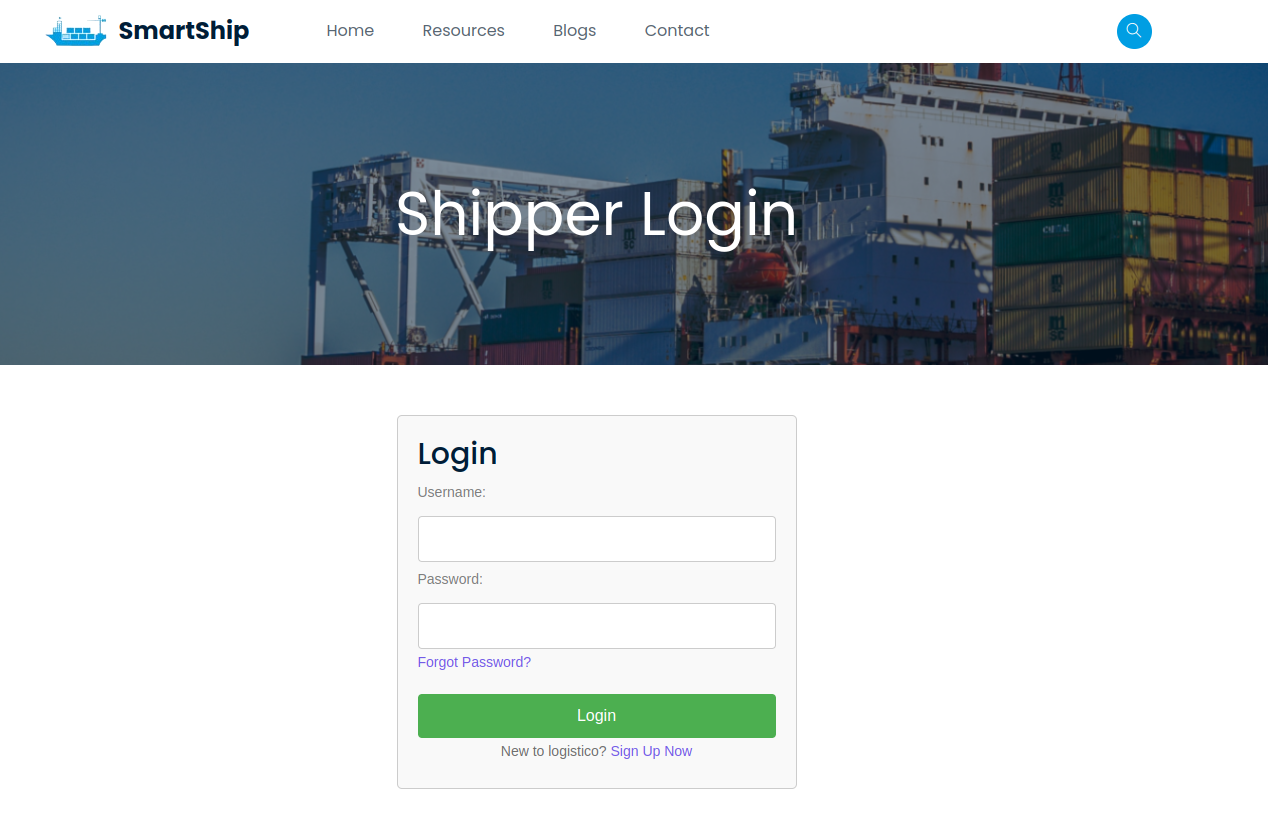 SmartShip
Home Resources Blogs Contact
Shipper Login
Login
Username:
Password:
Forgot Password?
Login
New to logistico? Sign Up Now